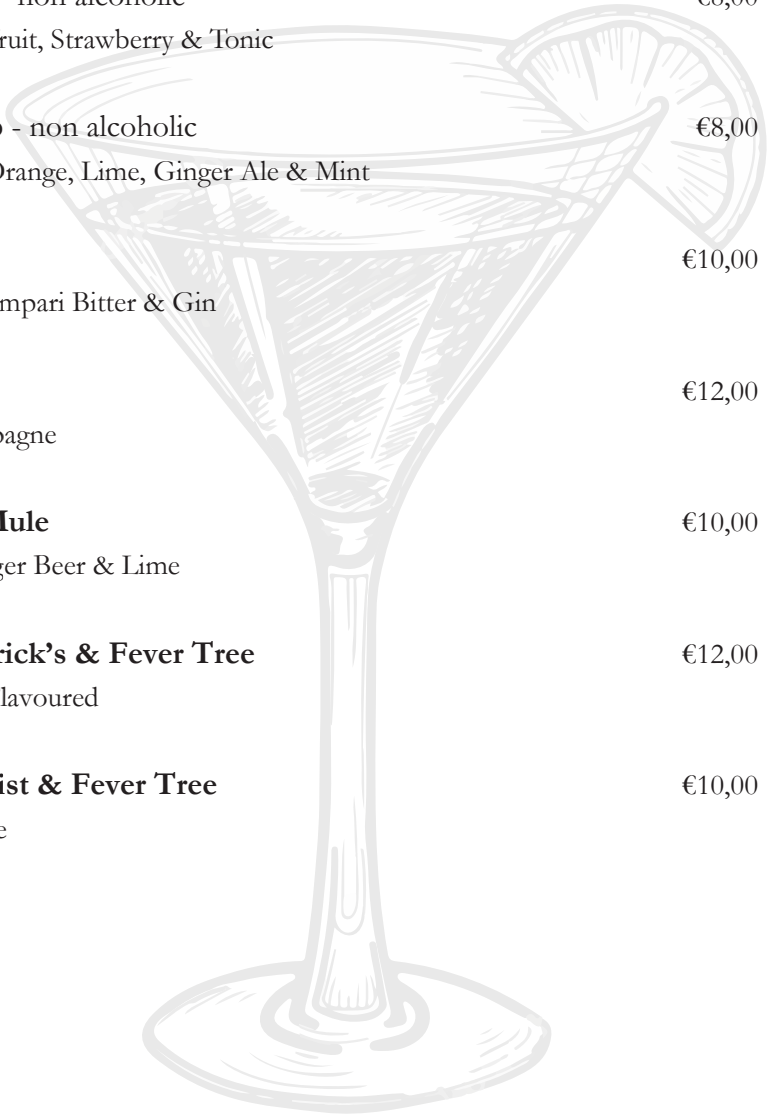 non alcoholic €8,00
ruit, Strawberry & Tonic
- non alcoholic €8,00
Orange, Lime, Ginger Ale & Mint
€10,00
mpari Bitter & Gin
€12,00
pagne
Mule €10,00
ger Beer & Lime
rick’s & Fever Tree €12,00
lavoured
ist & Fever Tree €10,00
e